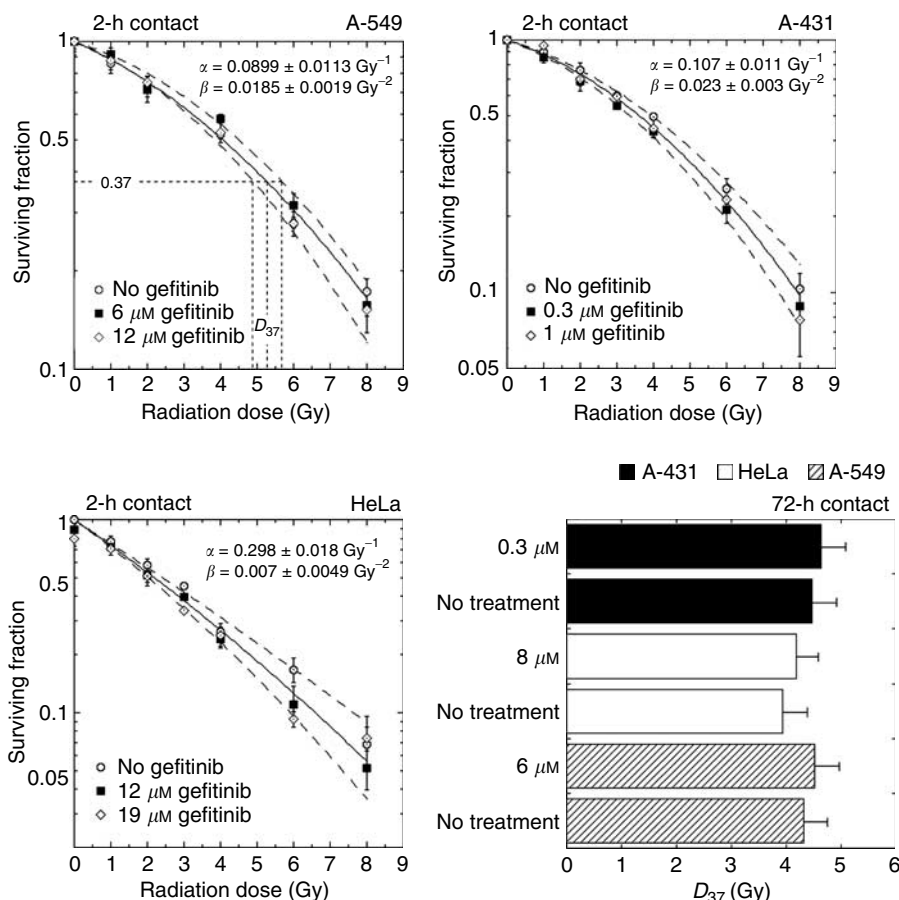 2-h contact A-549
α = 0.0899 ± 0.0113 Gy⁻¹
β = 0.0185 ± 0.0019 Gy⁻²
1
0.5
0.1
0.37
D₃₇
Surviving fraction
No gefitinib
6 μM gefitinib
12 μM gefitinib
0 1 2 3 4 5 6 7 8 9
Radiation dose (Gy)
2-h contact A-431
α = 0.107 ± 0.011 Gy⁻¹
β = 0.023 ± 0.003 Gy⁻²
1
0.5
0.1
0.05
Surviving fraction
No gefitinib
0.3 μM gefitinib
1 μM gefitinib
0 1 2 3 4 5 6 7 8 9
Radiation dose (Gy)
2-h contact HeLa
α = 0.298 ± 0.018 Gy⁻¹
β = 0.007 ± 0.0049 Gy⁻²
1
0.5
0.1
0.05
Surviving fraction
No gefitinib
12 μM gefitinib
19 μM gefitinib
0 1 2 3 4 5 6 7 8 9
Radiation dose (Gy)
A-431 HeLa A-549
72-h contact
0.3 μM
No treatment
8 μM
No treatment
6 μM
No treatment
0 1 2 3 4 5 6
D₃₇ (Gy)